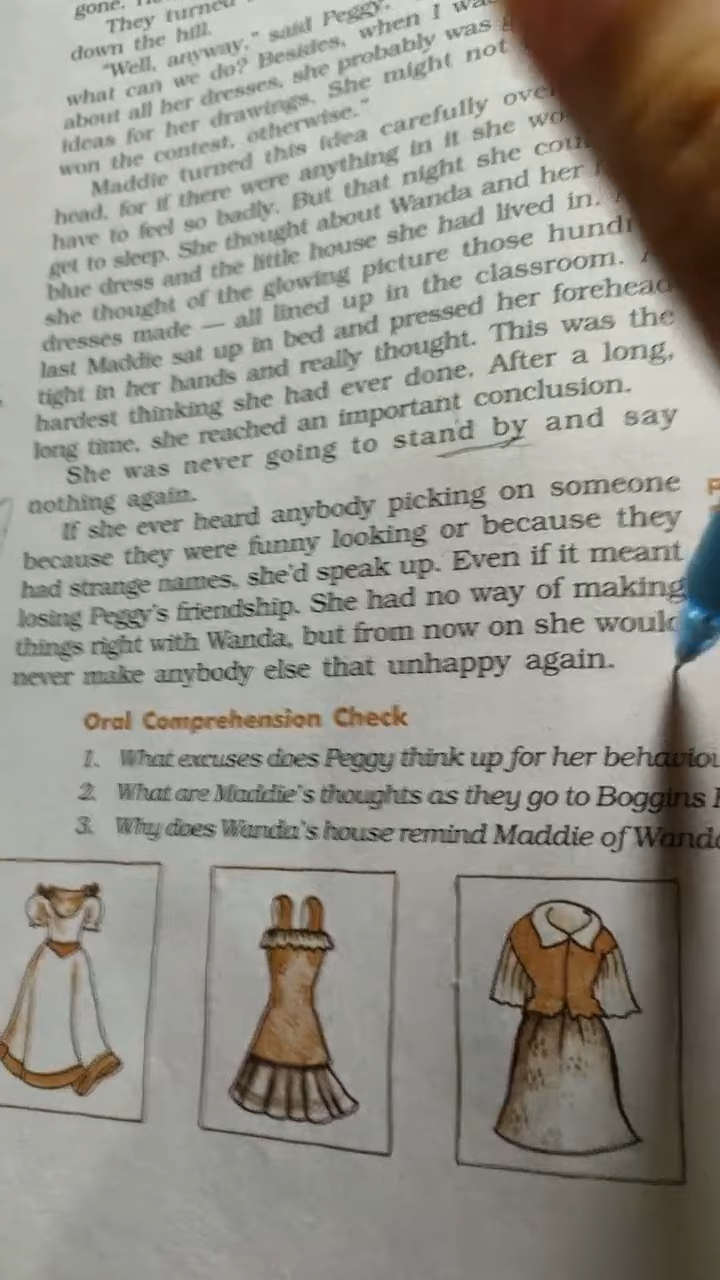 gone.
They turned
down the hill.
"Well, anyway," said Peggy,
what can we do? Besides, when I
about all her dresses, she probably was
ideas for her drawings. She might not
won the contest, otherwise."
Maddie turned this idea carefully
head, for if there were anything in it she
have to feel so badly. But that night she
get to sleep. She thought about Wanda and her
blue dress and the little house she had lived in.
she thought of the glowing picture those
dresses made — all lined up in the classroom.
last Maddie sat up in bed and pressed her forehead
tight in her hands and really thought. This was the
hardest thinking she had ever done. After a long,
long time, she reached an important conclusion.
She was never going to stand by and say
nothing again.
If she ever heard anybody picking on someone
because they were funny looking or because they
had strange names, she'd speak up. Even if it meant
losing Peggy's friendship. She had no way of making
things right with Wanda, but from now on she would
never make anybody else that unhappy again.
Oral Comprehension Check
1. What excuses does Peggy think up for her
2. What are Maddie's thoughts as they go to Boggins
3. Why does Wanda's house remind Maddie of